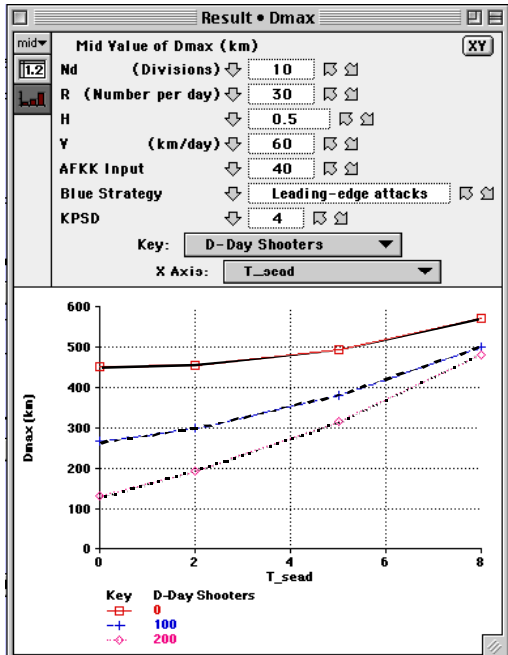 Result • Dmax
mid
Mid Value of Dmax (km)
XY
1.2
Nd (Divisions) 10
R (Number per day) 30
H 0.5
V (km/day) 60
AFKK Input 40
Blue Strategy Leading-edge attacks
KPSD 4
Key: D-Day Shooters
X Axis: T_sead
600
500
400
300
200
100
0
Dmax (km)
0 2 4 6 8
T_sead
Key D-Day Shooters
0
100
200